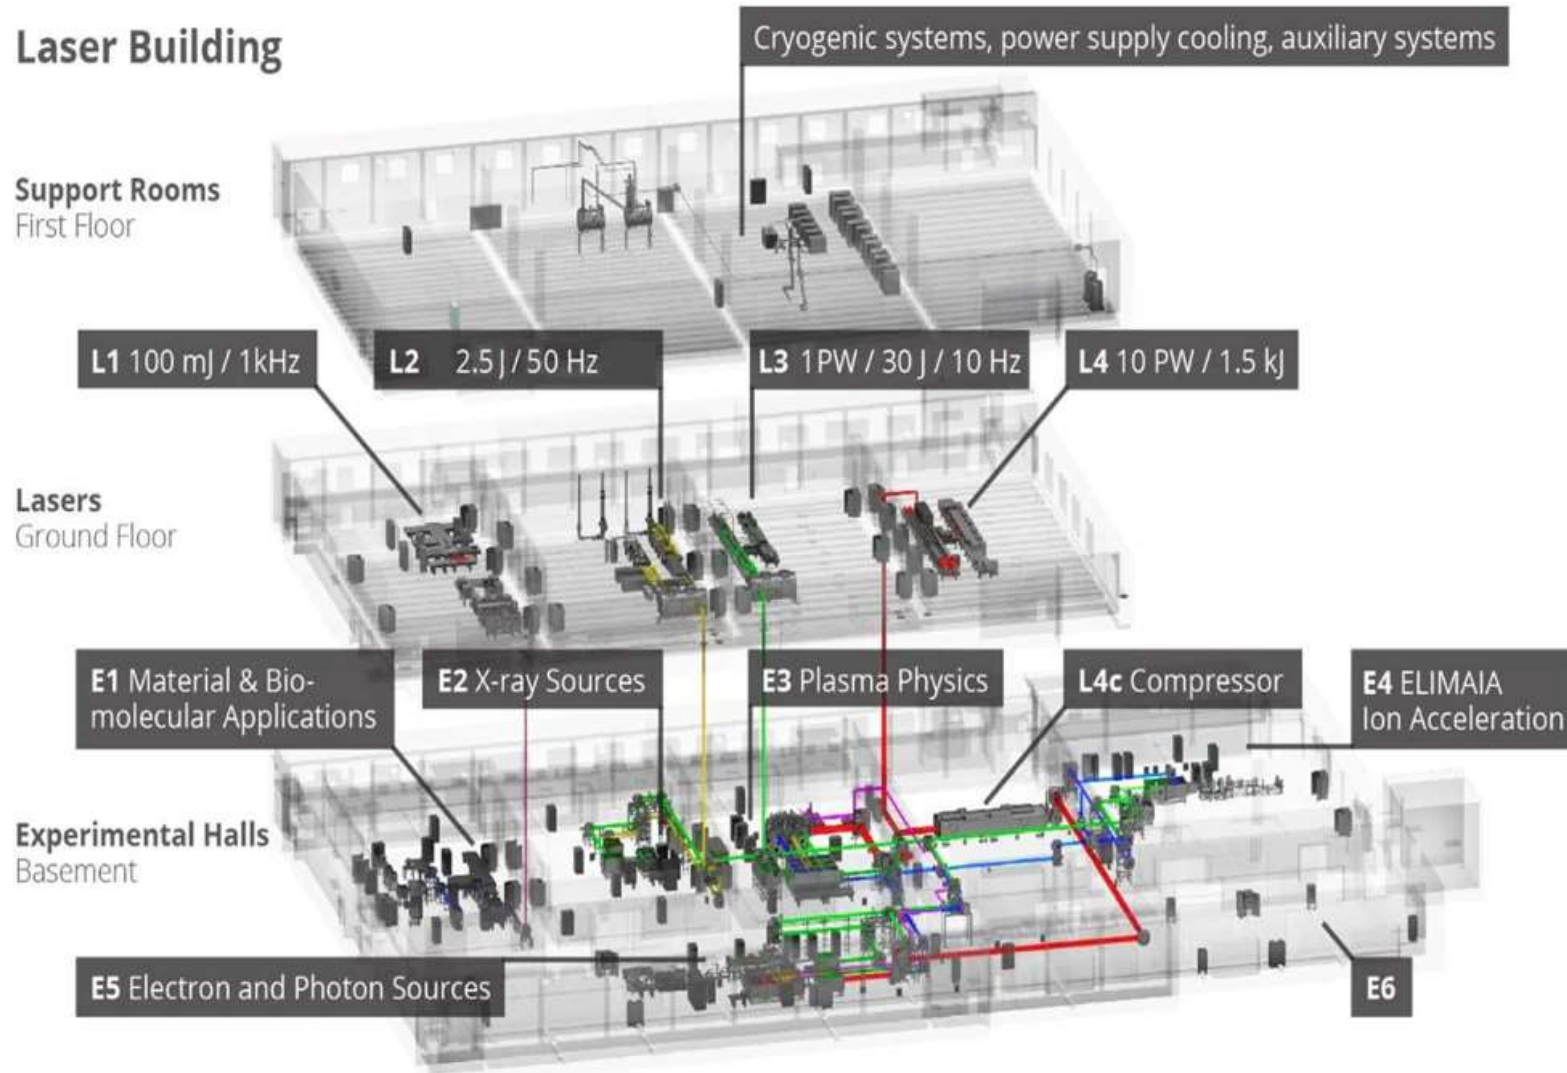 Laser Building
Cryogenic systems, power supply cooling, auxiliary systems
Support Rooms
First Floor
L1 100 mJ / 1kHz
L2 2.5 J / 50 Hz
L3 1PW / 30 J / 10 Hz
L4 10 PW / 1.5 kJ
Lasers
Ground Floor
E1 Material & Bio-
molecular Applications
E2 X-ray Sources
E3 Plasma Physics
L4c Compressor
E4 ELIMAIA
Ion Acceleration
Experimental Halls
Basement
E5 Electron and Photon Sources
E6